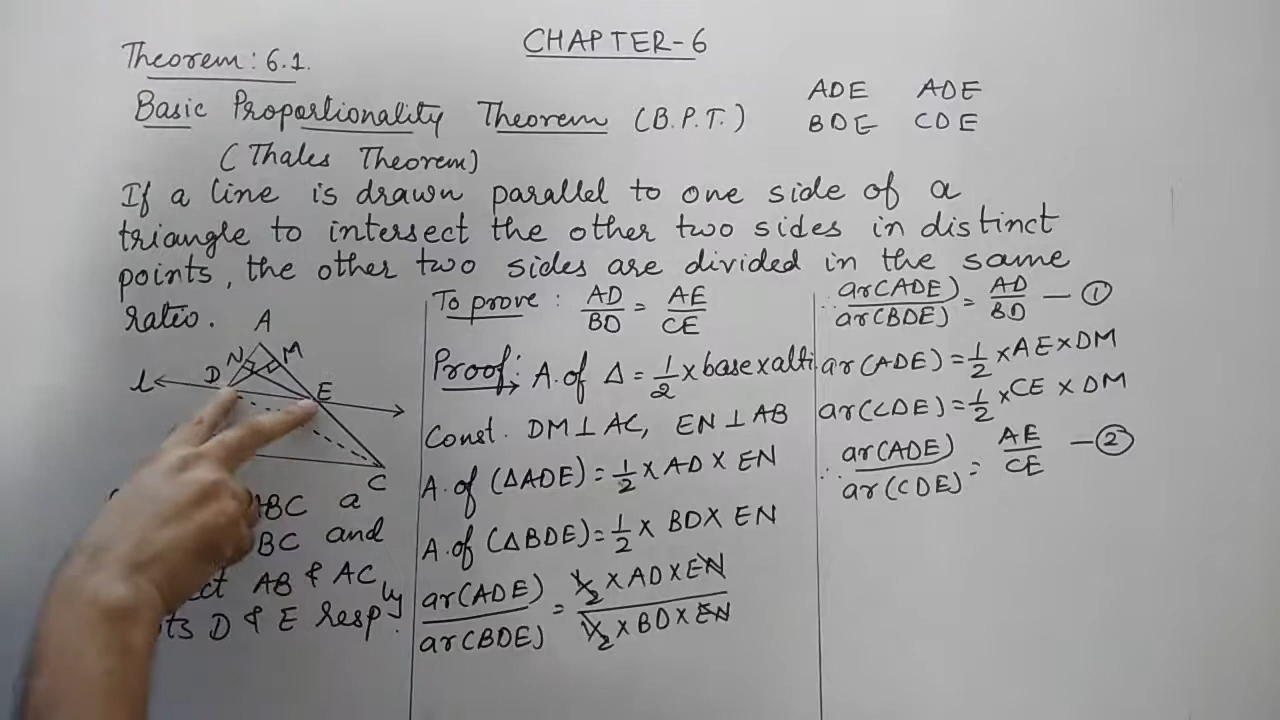 CHAPTER-6
Theorem: 6.1.
Basic Proportionality Theorem (B.P.T.)
(Thales Theorem)
ADE ADE
BDE CDE
If a line is drawn parallel to one side of a
triangle to intersect the other two sides in distinct
points, the other two sides are divided in the same
ratio.
A
N M
D
l E
C
BC a
BC and
ct AB & AC
ts D & E resp.ly
To prove : AD/BD = AE/CE
Proof: A. of Δ = 1/2 × base × alti
Const. DM ⊥ AC, EN ⊥ AB
A. of (ΔADE) = 1/2 × AD × EN
A. of (ΔBDE) = 1/2 × BD × EN
ar(ADE)/ar(BDE) = 1/2 × AD × EN / 1/2 × BD × EN
∴ ar(ADE)/ar(BDE) = AD/BD — ①
ar(ADE) = 1/2 × AE × DM
ar(CDE) = 1/2 × CE × DM
∴ ar(ADE)/ar(CDE) = AE/CE — ②